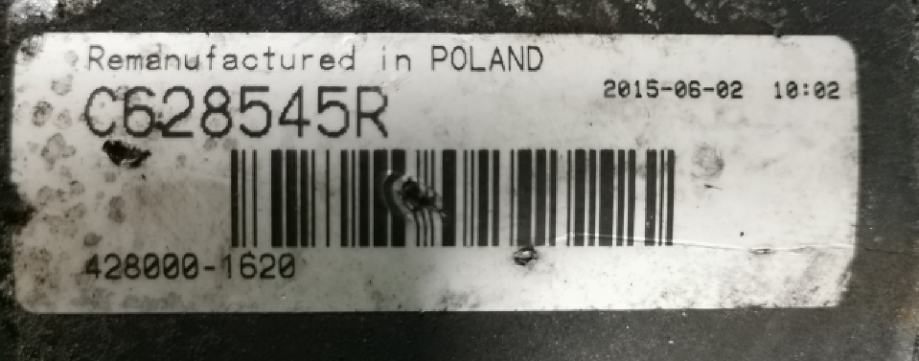 Remanufactured in POLAND
C628545R
2015-06-02 10:02
428000-1620